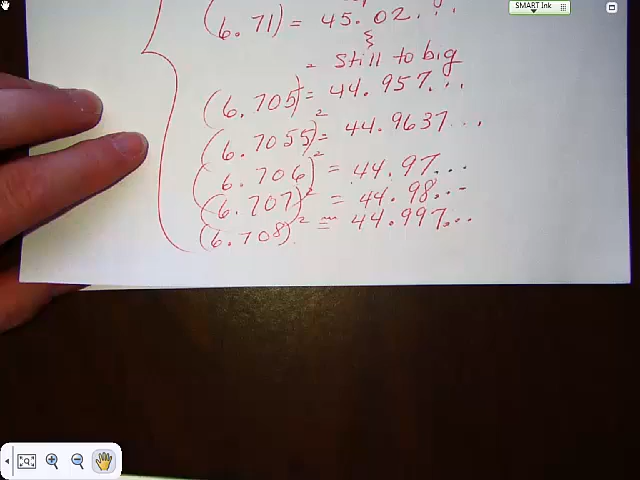 SMART Ink
(6.71) = 45.02...
= still to big
(6.705)² = 44.957...
(6.7055)² = 44.9637...
(6.706)² = 44.97...
(6.707)² = 44.98...
(6.708)² ≅ 44.997...